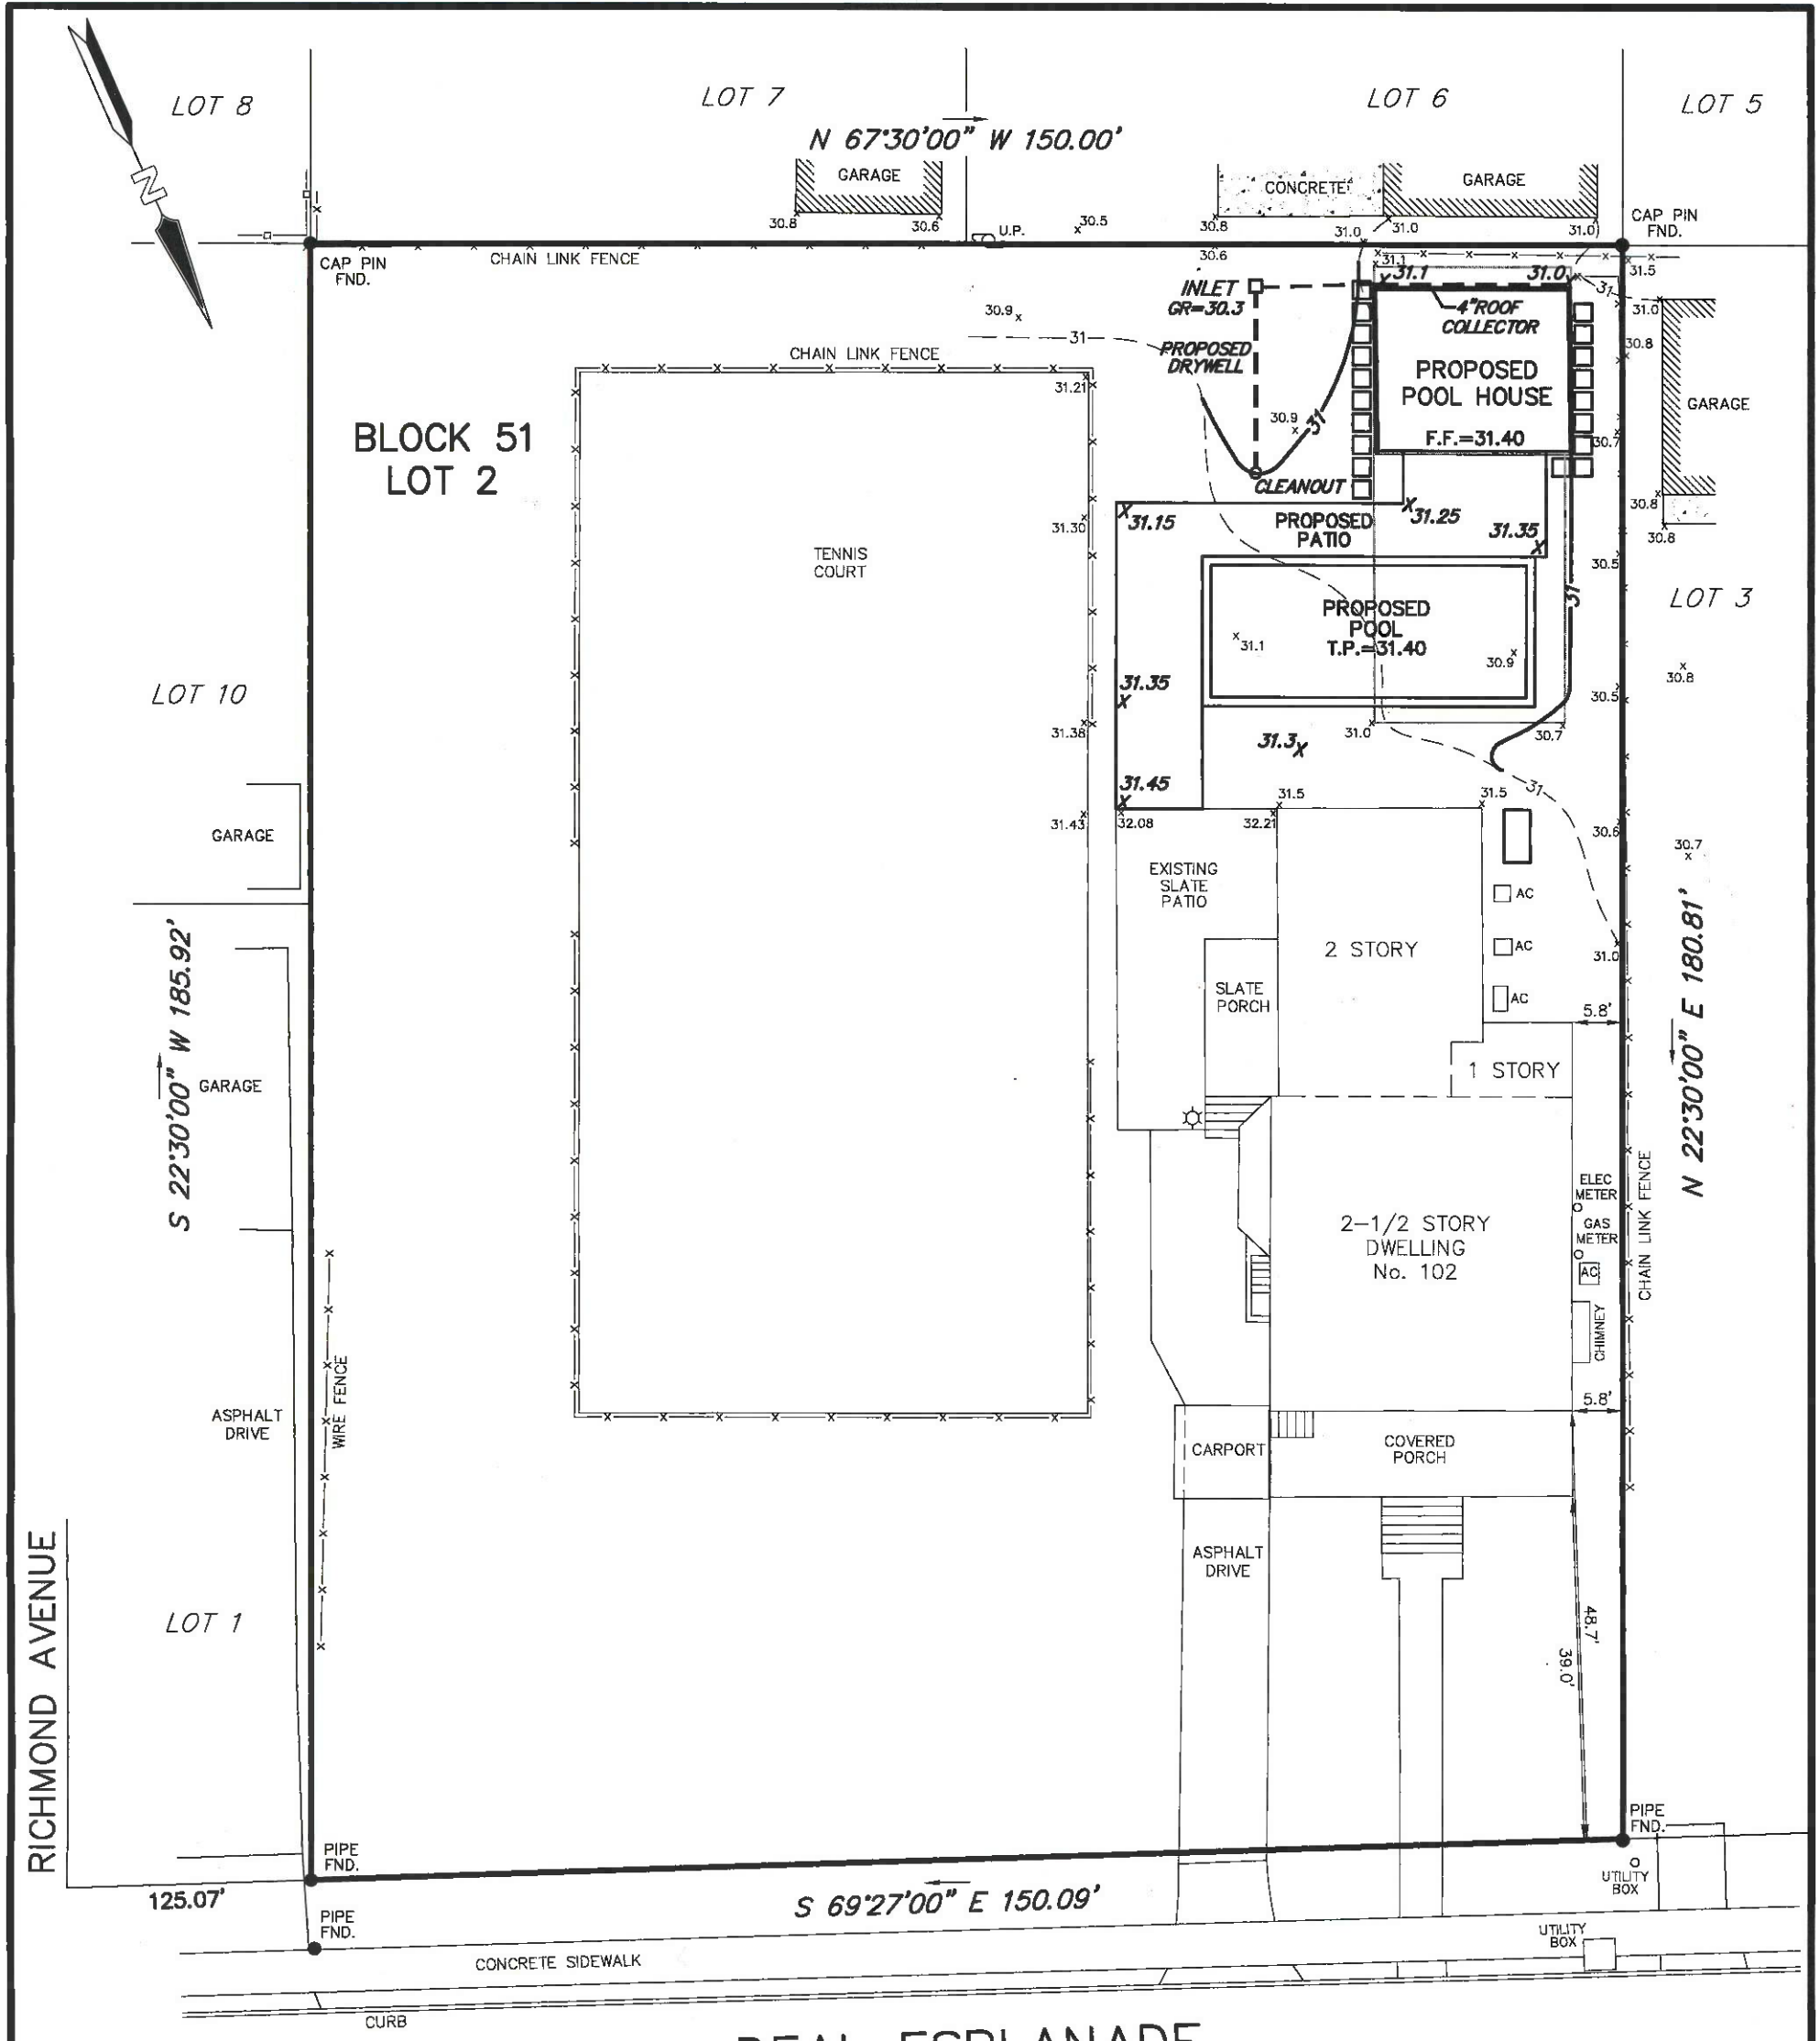 LOT 8
LOT 7
LOT 6
LOT 5
N 67°30'00" W 150.00'
N
GARAGE
CONCRETE
GARAGE
30.8
30.6
U.P.
30.5
30.8
31.0
31.0
31.0
CAP PIN
FND.
CAP PIN
FND.
CHAIN LINK FENCE
30.6
31.1
31.1
31.0
31.5
INLET
GR=30.3
4"ROOF
COLLECTOR
31
31.0
30.9
31
PROPOSED
DRYWELL
CHAIN LINK FENCE
31.21
30.8
PROPOSED
POOL HOUSE
F.F.=31.40
GARAGE
30.9
31
30.7
BLOCK 51
LOT 2
CLEANOUT
31.15
31.25
31.35
PROPOSED
PATIO
30.8
30.8
31.30
TENNIS
COURT
30.5
31
LOT 3
PROPOSED
POOL
T.P.=31.40
31.1
30.9
30.8
LOT 10
31.35
30.5
31.38
31.3
31.0
30.7
31.45
31.5
31.5
31
31.43
32.08
32.21
30.6
30.7
GARAGE
EXISTING
SLATE
PATIO
AC
2 STORY
AC
31.0
S 22°30'00" W 185.92'
N 22°30'00" E 180.81'
SLATE
PORCH
AC
5.8'
GARAGE
1 STORY
ELEC
METER
GAS
METER
CHAIN LINK FENCE
2-1/2 STORY
DWELLING
No. 102
AC
CHIMNEY
WIRE FENCE
5.8'
ASPHALT
DRIVE
CARPORT
COVERED
PORCH
ASPHALT
DRIVE
48.7'
39.0'
LOT 1
RICHMOND AVENUE
PIPE
FND.
PIPE
FND.
125.07'
S 69°27'00" E 150.09'
UTILITY
BOX
PIPE
FND.
UTILITY
BOX
CONCRETE SIDEWALK
CURB